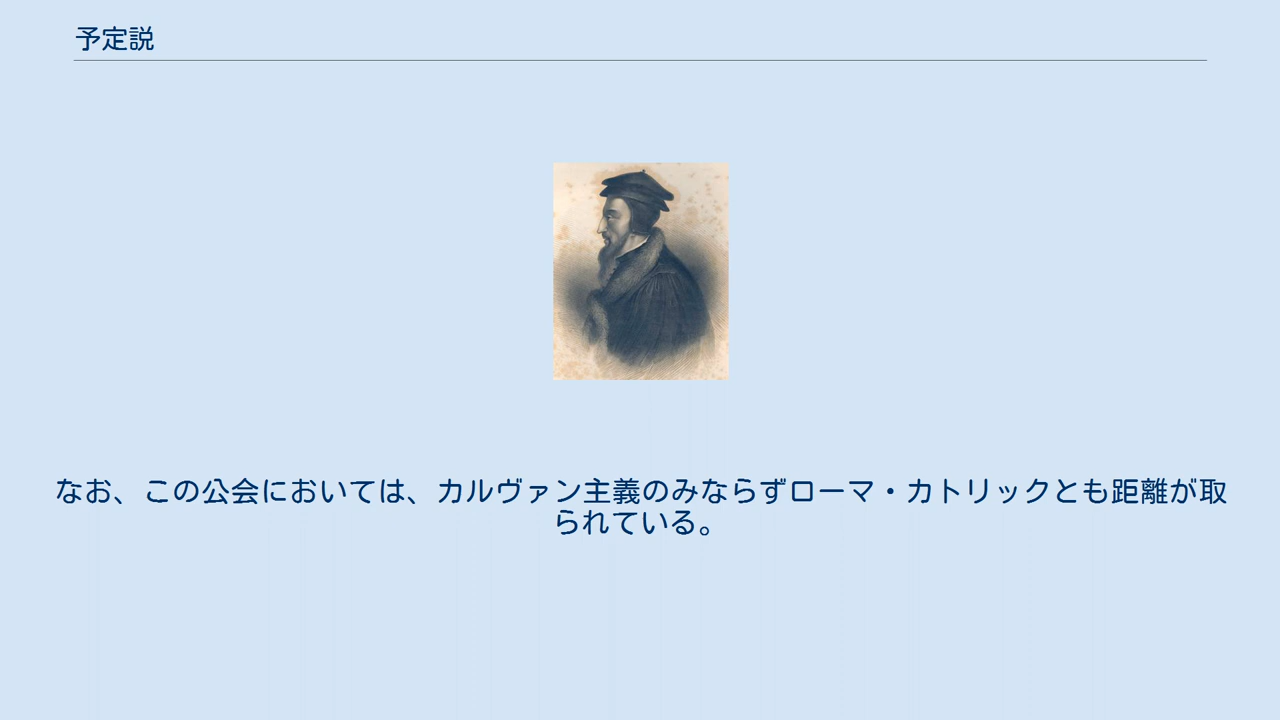 予定説
なお、この公会においては、カルヴァン主義のみならずローマ・カトリックとも距離が取
られている。